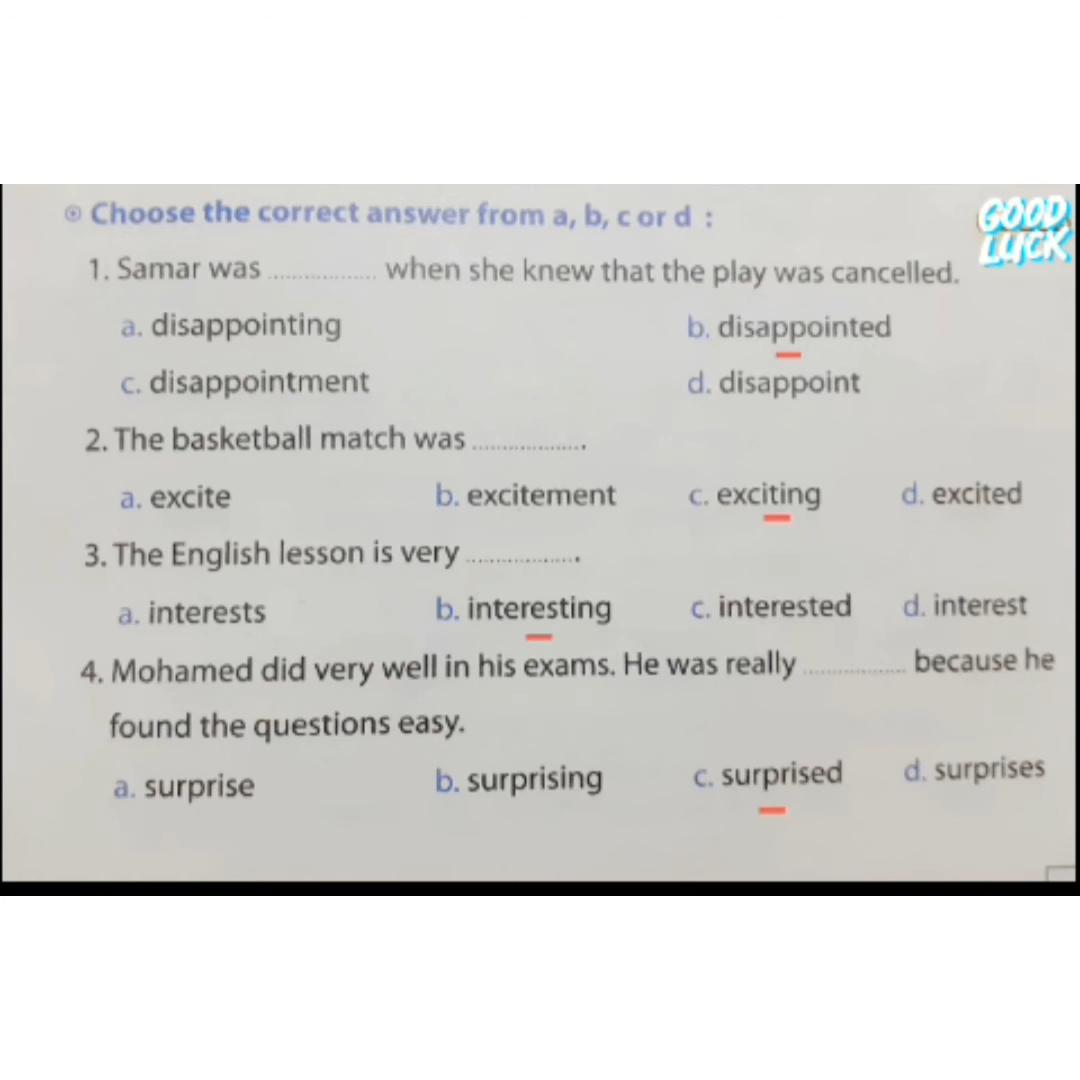 Choose the correct answer from a, b, c or d :
GOOD
LUCK
1. Samar was ................ when she knew that the play was cancelled.
a. disappointing b. disappointed
c. disappointment d. disappoint
2. The basketball match was ................. .
a. excite b. excitement c. exciting d. excited
3. The English lesson is very ................. .
a. interests b. interesting c. interested d. interest
4. Mohamed did very well in his exams. He was really ................ because he
found the questions easy.
a. surprise b. surprising c. surprised d. surprises